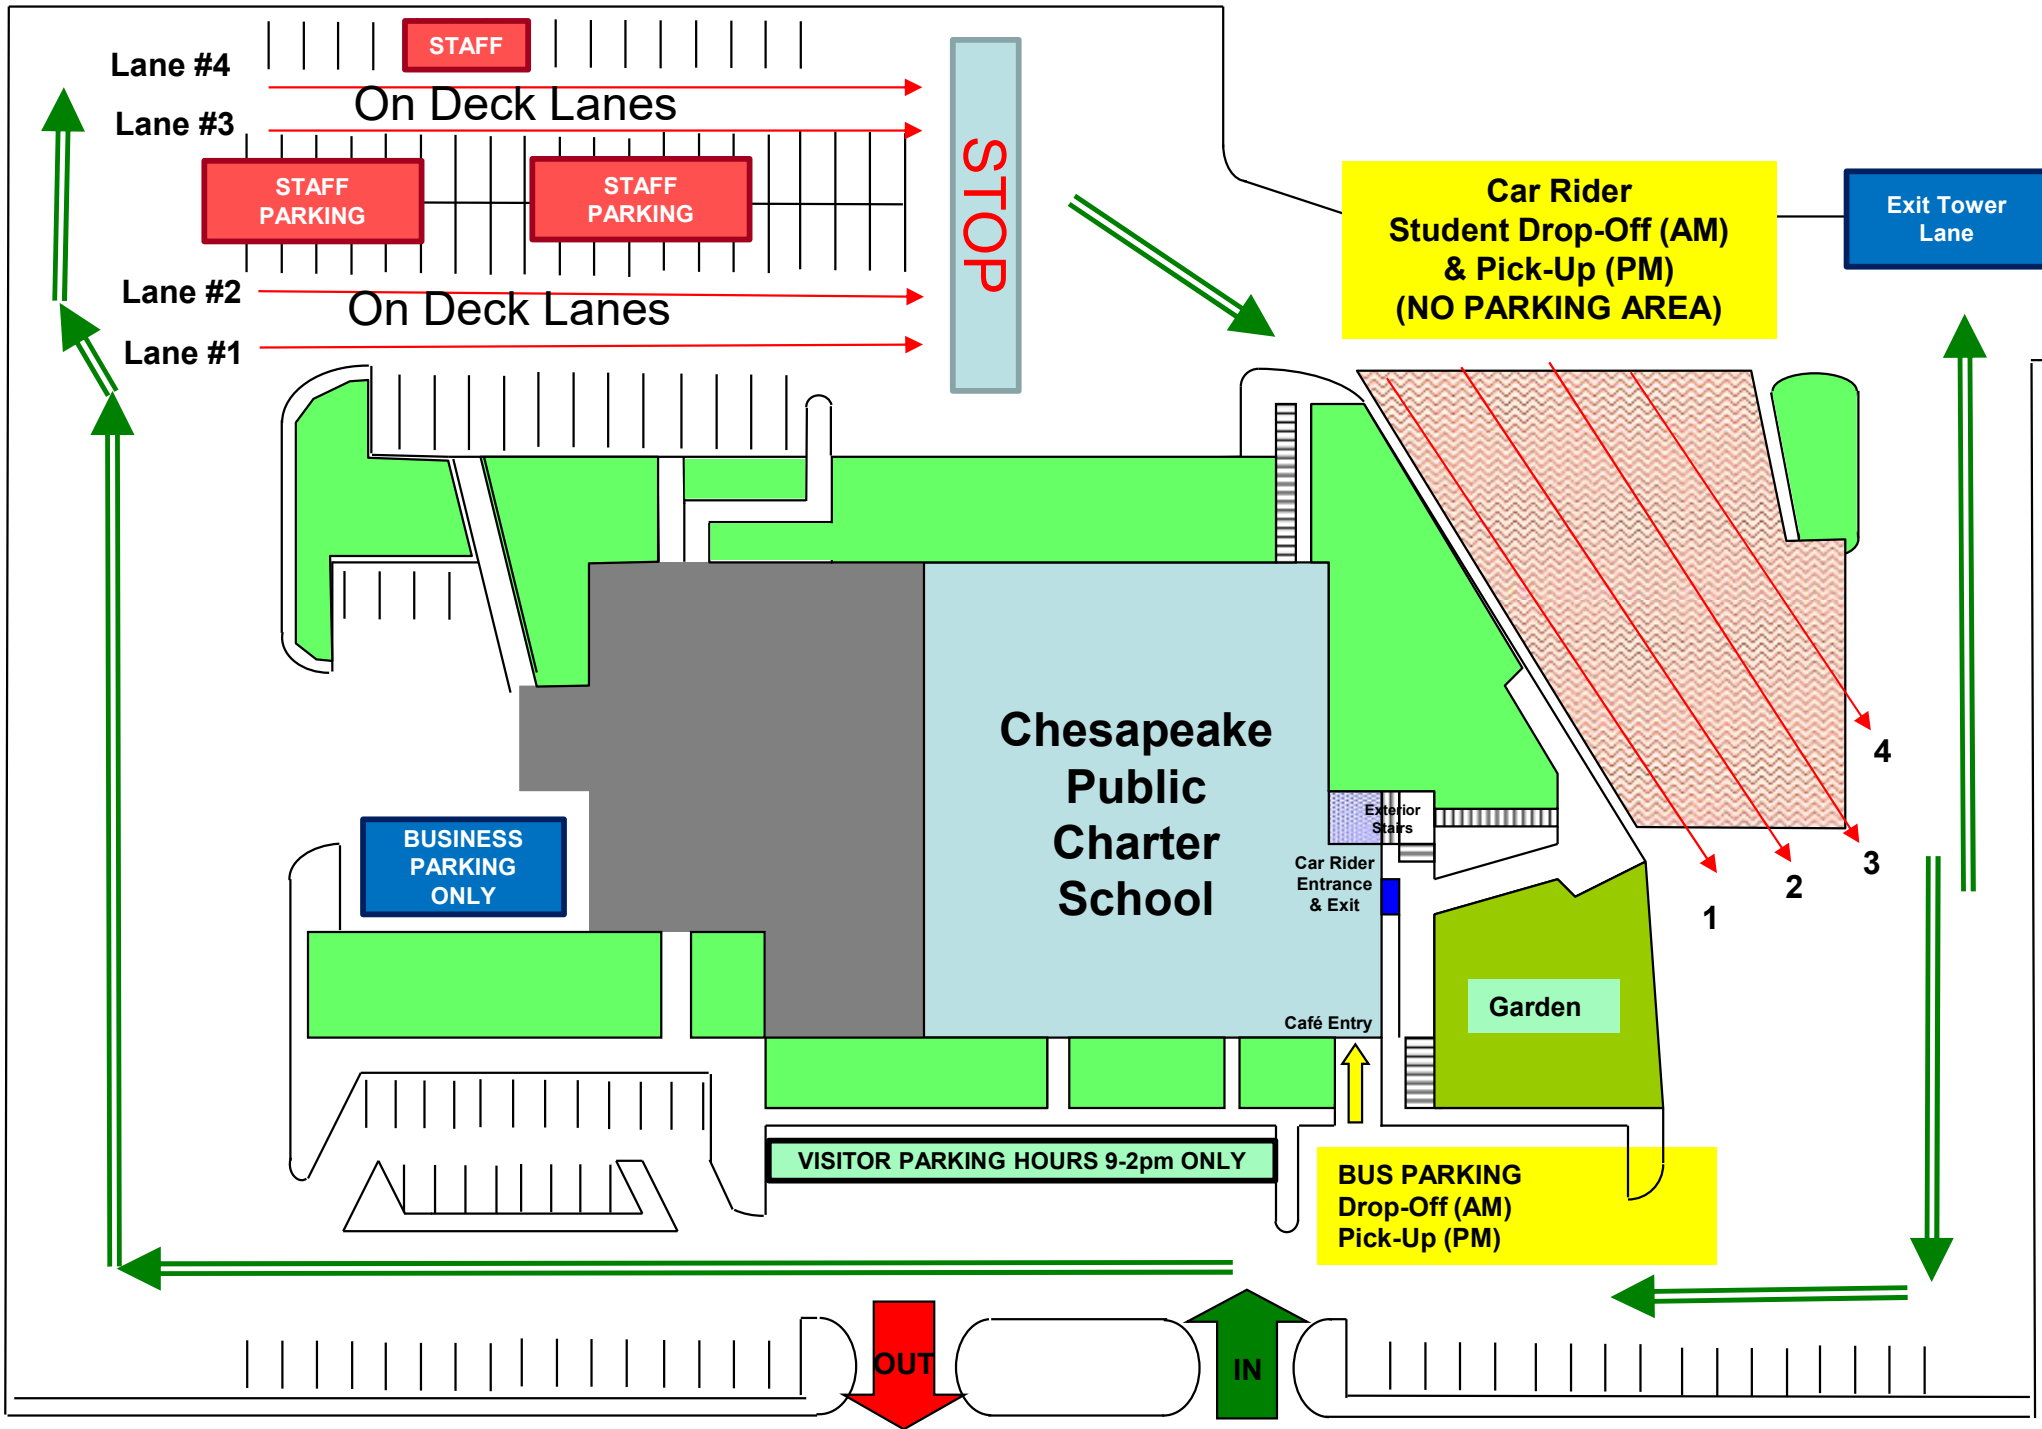 STAFF
Lane #4
On Deck Lanes
Lane #3
STAFF
PARKING
STAFF
PARKING
STOP
Lane #2
On Deck Lanes
Lane #1
Car Rider
Student Drop-Off (AM)
& Pick-Up (PM)
(NO PARKING AREA)
Exit Tower
Lane
Chesapeake
Public
Charter
School
4
3
2
1
Exterior
Stairs
Car Rider
Entrance
& Exit
BUSINESS
PARKING
ONLY
Garden
Café Entry
VISITOR PARKING HOURS 9-2pm ONLY
BUS PARKING
Drop-Off (AM)
Pick-Up (PM)
OUT
IN